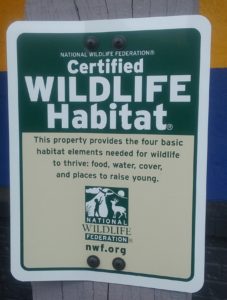 NATIONAL WILDLIFE FEDERATION®
Certified
WILDLIFE
Habitat®
This property provides the four basic
habitat elements needed for wildlife
to thrive: food, water, cover,
and places to raise young.
NATIONAL
WILDLIFE
FEDERATION®
nwf.org